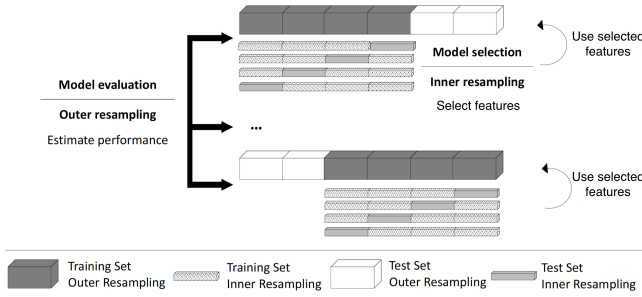 Model evaluation
Outer resampling
Estimate performance
Model selection
Inner resampling
Select features
Use selected
features
...
Use selected
features
Training Set
Outer Resampling
Training Set
Inner Resampling
Test Set
Outer Resampling
Test Set
Inner Resampling